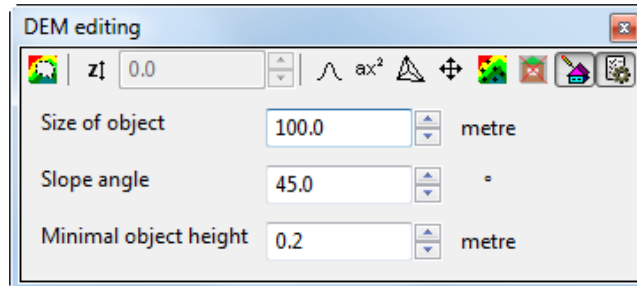 DEM editing
z 0.0 ax²
Size of object 100.0 metre
Slope angle 45.0 °
Minimal object height 0.2 metre